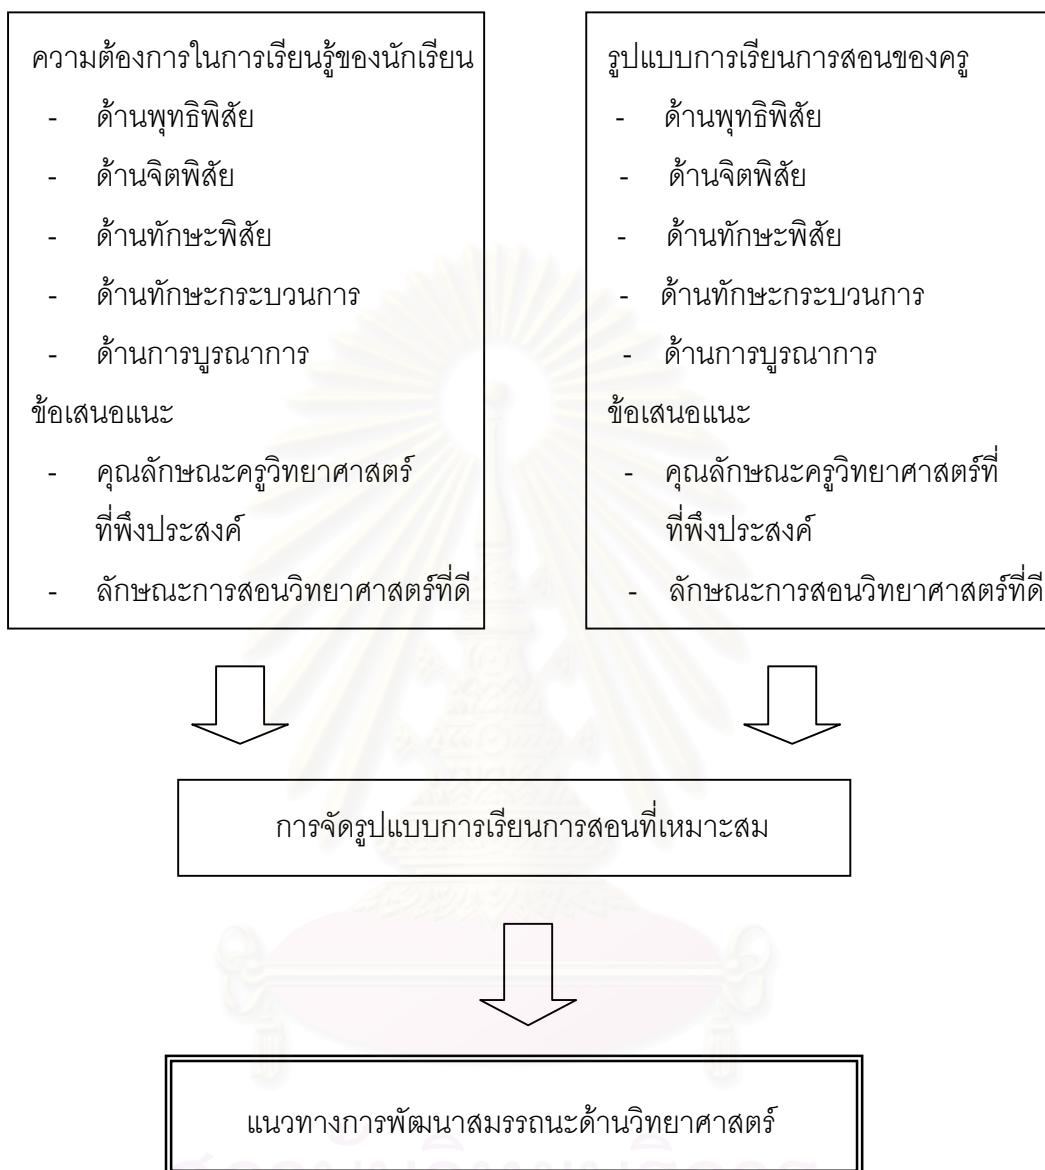 ความต้องการในการเรียนรู้ของนักเรียน
- ด้านพุทธิพิสัย
- ด้านจิตพิสัย
- ด้านทักษะพิสัย
- ด้านทักษะกระบวนการ
- ด้านการบูรณาการ
ข้อเสนอแนะ
- คุณลักษณะครูวิทยาศาสตร์
ที่พึงประสงค์
- ลักษณะการสอนวิทยาศาสตร์ที่ดี
รูปแบบการเรียนการสอนของครู
- ด้านพุทธิพิสัย
- ด้านจิตพิสัย
- ด้านทักษะพิสัย
- ด้านทักษะกระบวนการ
- ด้านการบูรณาการ
ข้อเสนอแนะ
- คุณลักษณะครูวิทยาศาสตร์ที่
ที่พึงประสงค์
- ลักษณะการสอนวิทยาศาสตร์ที่ดี
การจัดรูปแบบการเรียนการสอนที่เหมาะสม
แนวทางการพัฒนาสมรรถนะด้านวิทยาศาสตร์